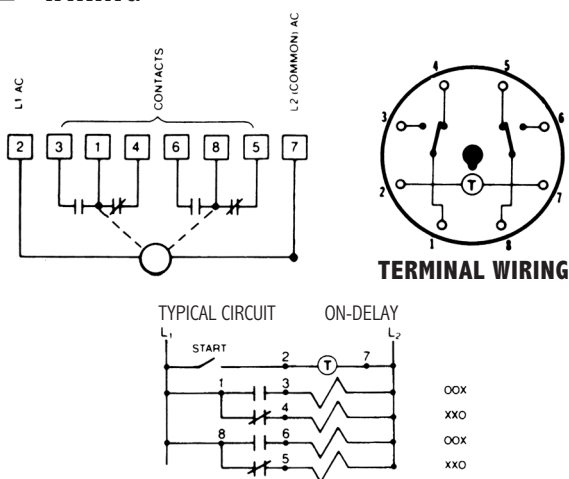 L1 AC
CONTACTS
L2 (COMMON) AC
2 3 1 4 6 8 5 7
4 5
3 6
T
2 7
1 8
TERMINAL WIRING
TYPICAL CIRCUIT ON-DELAY
L1 L2
START 2 T 7
1 3 OOX
4 XXO
8 6 OOX
5 XXO